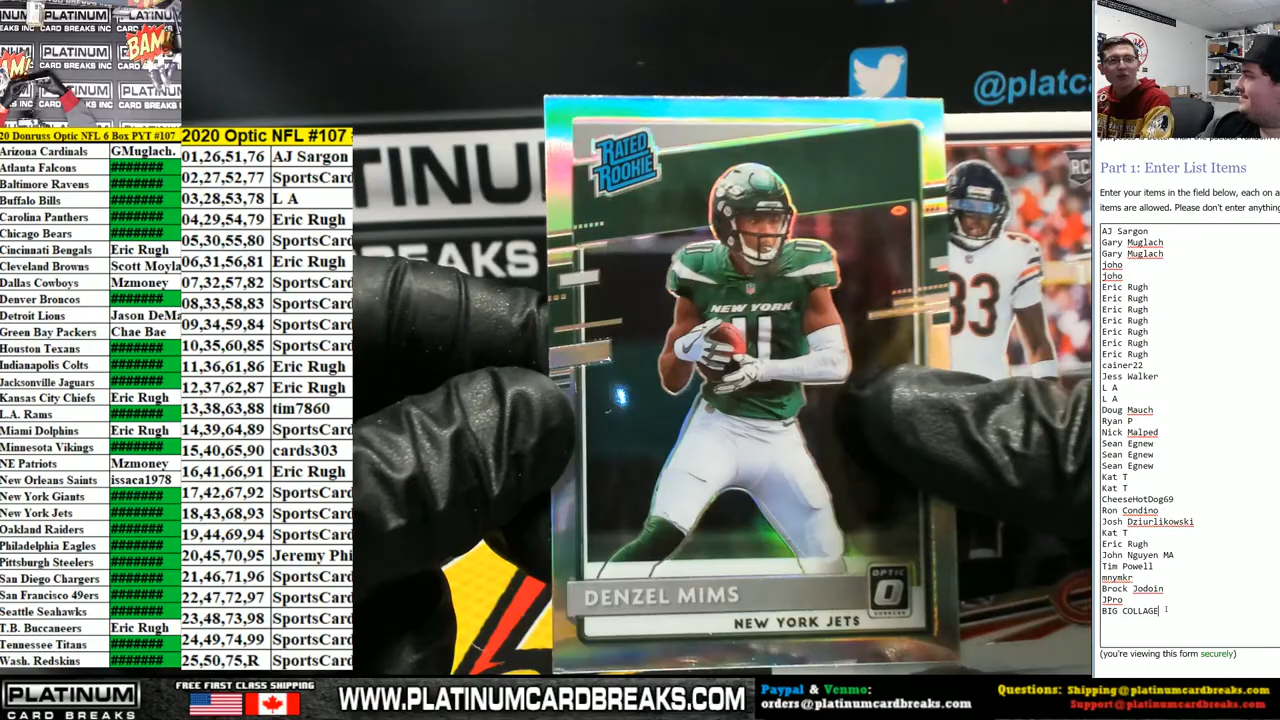 PLATINUM
CARD BREAKS INC
BAM!
20 Donruss Optic NFL 6 Box PYT #107
Arizona Cardinals GMuglach.
Atlanta Falcons #######
Baltimore Ravens #######
Buffalo Bills #######
Carolina Panthers #######
Chicago Bears #######
Cincinnati Bengals Eric Rugh
Cleveland Browns Scott Moyla
Dallas Cowboys Mzmoney
Denver Broncos #######
Detroit Lions Jason DeMa
Green Bay Packers Chae Bae
Houston Texans #######
Indianapolis Colts #######
Jacksonville Jaguars #######
Kansas City Chiefs Eric Rugh
L.A. Rams #######
Miami Dolphins Eric Rugh
Minnesota Vikings #######
NE Patriots Mzmoney
New Orleans Saints issaca1978
New York Giants #######
New York Jets #######
Oakland Raiders #######
Philadelphia Eagles #######
Pittsburgh Steelers #######
San Diego Chargers #######
San Francisco 49ers #######
Seattle Seahawks #######
T.B. Buccaneers Eric Rugh
Tennessee Titans #######
Wash. Redskins #######
2020 Optic NFL #107
01,26,51,76 AJ Sargon
02,27,52,77 SportsCard
03,28,53,78 L A
04,29,54,79 Eric Rugh
05,30,55,80 SportsCard
06,31,56,81 Eric Rugh
07,32,57,82 SportsCard
08,33,58,83 SportsCard
09,34,59,84 SportsCard
10,35,60,85 SportsCard
11,36,61,86 Eric Rugh
12,37,62,87 Eric Rugh
13,38,63,88 tim7860
14,39,64,89 SportsCard
15,40,65,90 cards303
16,41,66,91 Eric Rugh
17,42,67,92 SportsCard
18,43,68,93 SportsCard
19,44,69,94 SportsCard
20,45,70,95 Jeremy Phi
21,46,71,96 SportsCard
22,47,72,97 SportsCard
23,48,73,98 SportsCard
24,49,74,99 SportsCard
25,50,75,R SportsCard
@platca
TINUM
REAKS
RATED
ROOKIE
NEW YORK
11
33
RC
DENZEL MIMS
OPTIC
NEW YORK JETS
Part 1: Enter List Items
Enter your items in the field below, each on a
items are allowed. Please don't enter anything
AJ Sargon
Gary Muglach
Gary Muglach
joho
joho
Eric Rugh
Eric Rugh
Eric Rugh
Eric Rugh
Eric Rugh
Eric Rugh
Eric Rugh
cainer22
Jess Walker
L A
L A
Doug Mauch
Ryan P
Nick Malped
Sean Egnew
Sean Egnew
Sean Egnew
Kat T
Kat T
CheeseHotDog69
Ron Condino
Josh Dziurlikowski
Kat T
Eric Rugh
John Nguyen MA
Tim Powell
mnymkr
Brock Jodoin
JPro
BIG COLLAGE
(you're viewing this form securely)
PLATINUM
CARD BREAKS
FREE FIRST CLASS SHIPPING
WWW.PLATINUMCARDBREAKS.COM
Paypal & Venmo:
orders@platinumcardbreaks.com
Questions: Shipping@platinumcardbreaks.com
Support@platinumcardbreaks.com